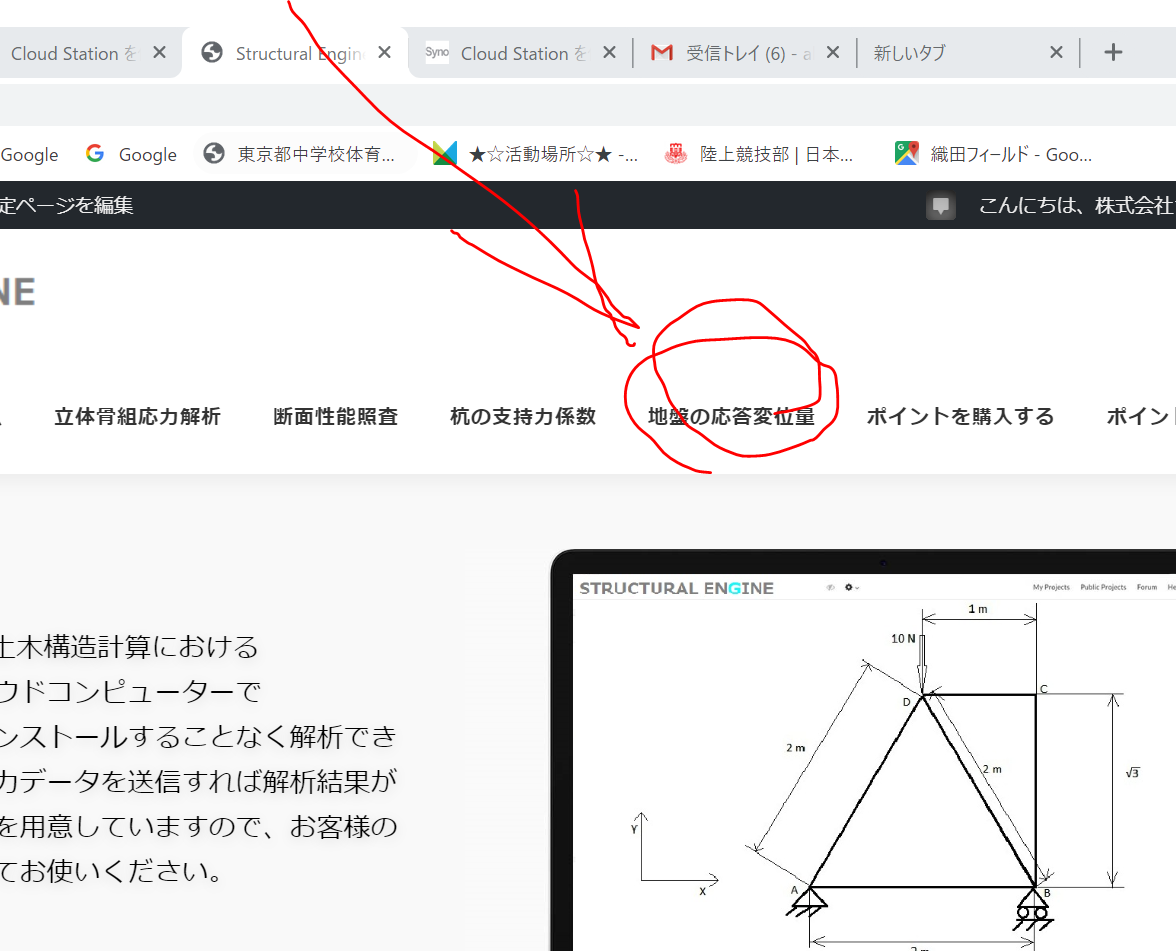 Cloud Station を
Structural Engin
Syno
Cloud Station を
受信トレイ (6) - a
新しいタブ
Google
Google
東京都中学校体育...
★☆活動場所☆★ -...
陸上競技部 | 日本...
織田フィールド - Goo...
定ページを編集
こんにちは、株式会社
NE
立体骨組応力解析
断面性能照査
杭の支持力係数
地盤の応答変位量
ポイントを購入する
ポイント
土木構造計算における
ウドコンピューターで
ンストールすることなく解析でき
力データを送信すれば解析結果が
を用意していますので、お客様の
てお使いください。
STRUCTURAL ENGINE
My Projects
Public Projects
Forum
He
1 m
10 N
C
D
2 m
2 m
√3
Y
X
A
B